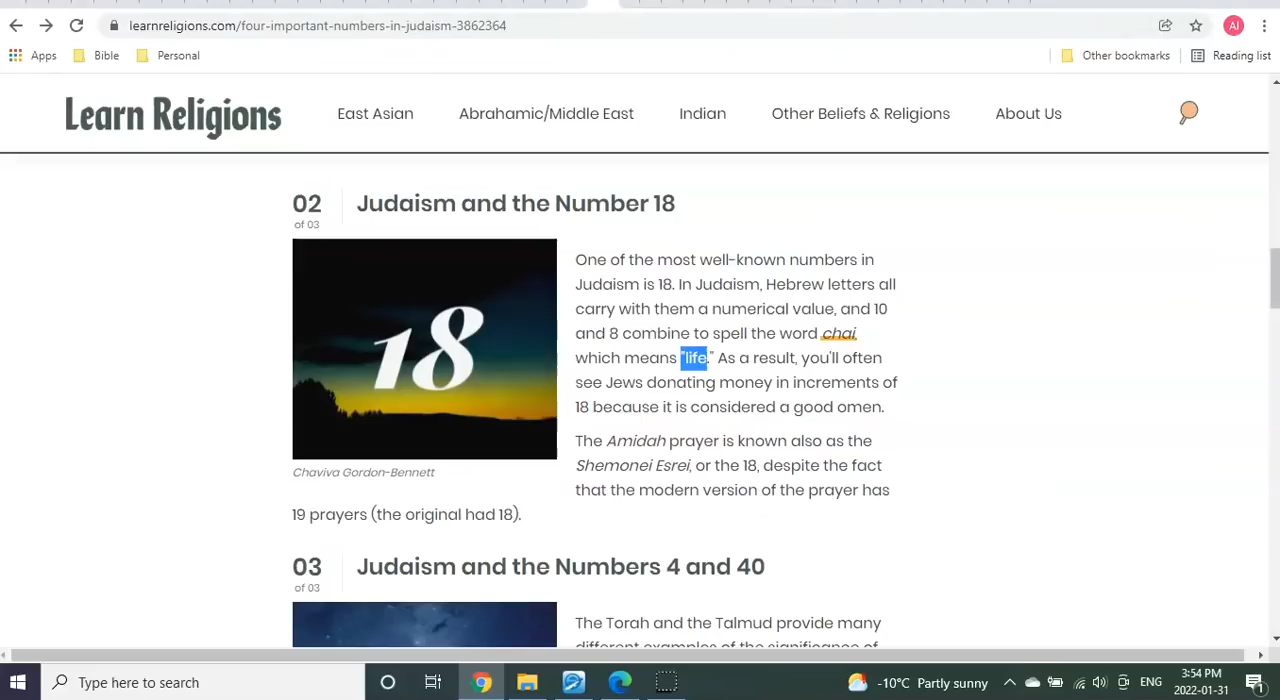 learnreligions.com/four-important-numbers-in-judaism-3862364
Al
Apps
Bible
Personal
Other bookmarks
Reading list
Learn Religions
East Asian
Abrahamic/Middle East
Indian
Other Beliefs & Religions
About Us
02
of 03
Judaism and the Number 18
18
Chaviva Gordon-Bennett
One of the most well-known numbers in
Judaism is 18. In Judaism, Hebrew letters all
carry with them a numerical value, and 10
and 8 combine to spell the word chai,
which means "life." As a result, you'll often
see Jews donating money in increments of
18 because it is considered a good omen.
The Amidah prayer is known also as the
Shemonei Esrei, or the 18, despite the fact
that the modern version of the prayer has
19 prayers (the original had 18).
03
of 03
Judaism and the Numbers 4 and 40
The Torah and the Talmud provide many
different examples of the significance of
Type here to search
-10°C Partly sunny
ENG
3:54 PM
2022-01-31
1